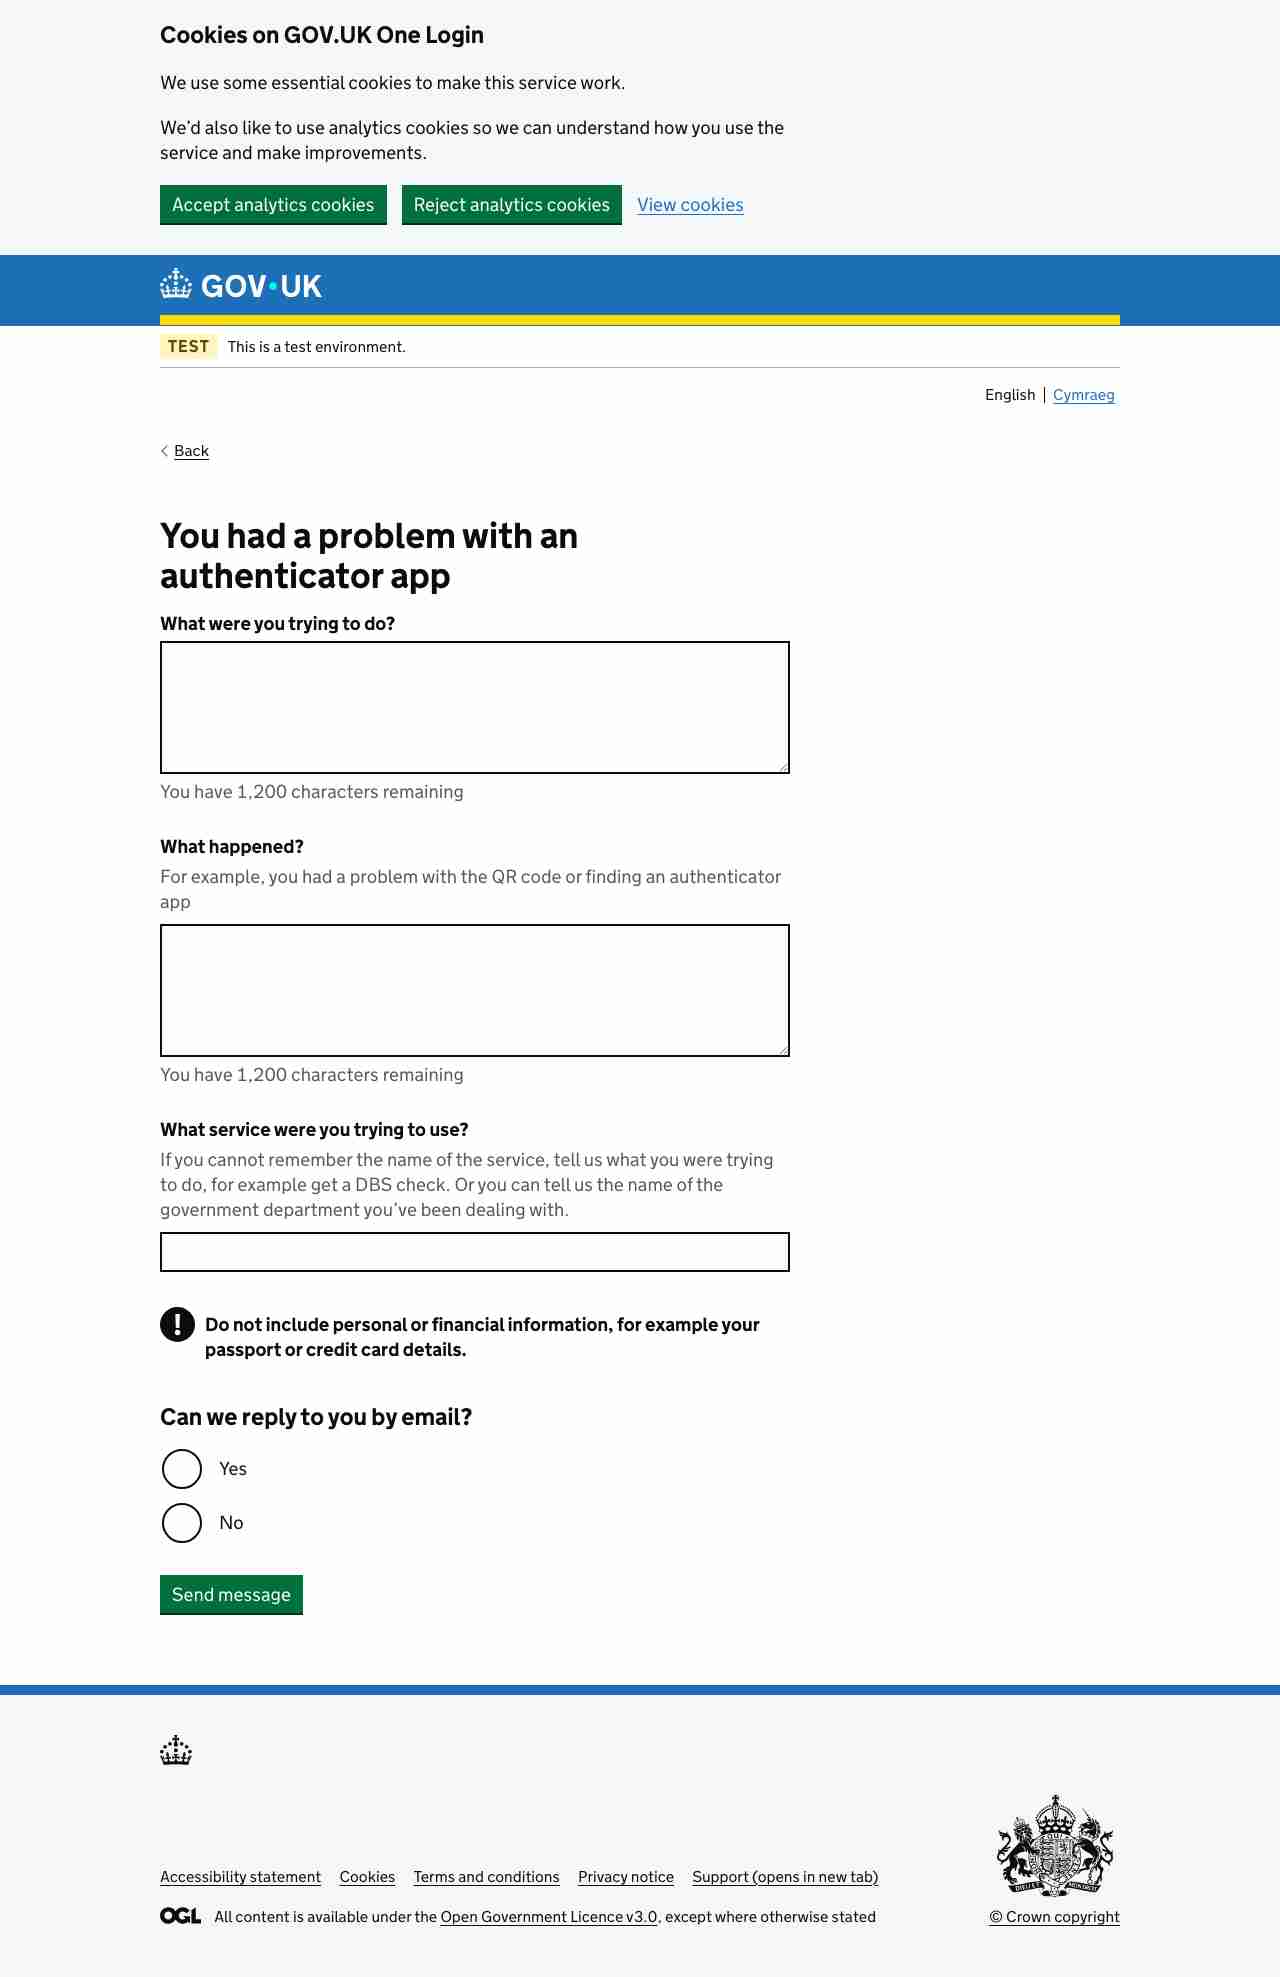 Cookies on GOV.UK One Login
We use some essential cookies to make this service work.
We’d also like to use analytics cookies so we can understand how you use the
service and make improvements.
Accept analytics cookies Reject analytics cookies View cookies
GOV•UK
TEST This is a test environment.
English | Cymraeg
Back
You had a problem with an
authenticator app
What were you trying to do?
You have 1,200 characters remaining
What happened?
For example, you had a problem with the QR code or finding an authenticator
app
You have 1,200 characters remaining
What service were you trying to use?
If you cannot remember the name of the service, tell us what you were trying
to do, for example get a DBS check. Or you can tell us the name of the
government department you’ve been dealing with.
! Do not include personal or financial information, for example your
passport or credit card details.
Can we reply to you by email?
Yes
No
Send message
Accessibility statement Cookies Terms and conditions Privacy notice Support (opens in new tab)
OGL All content is available under the Open Government Licence v3.0, except where otherwise stated
© Crown copyright